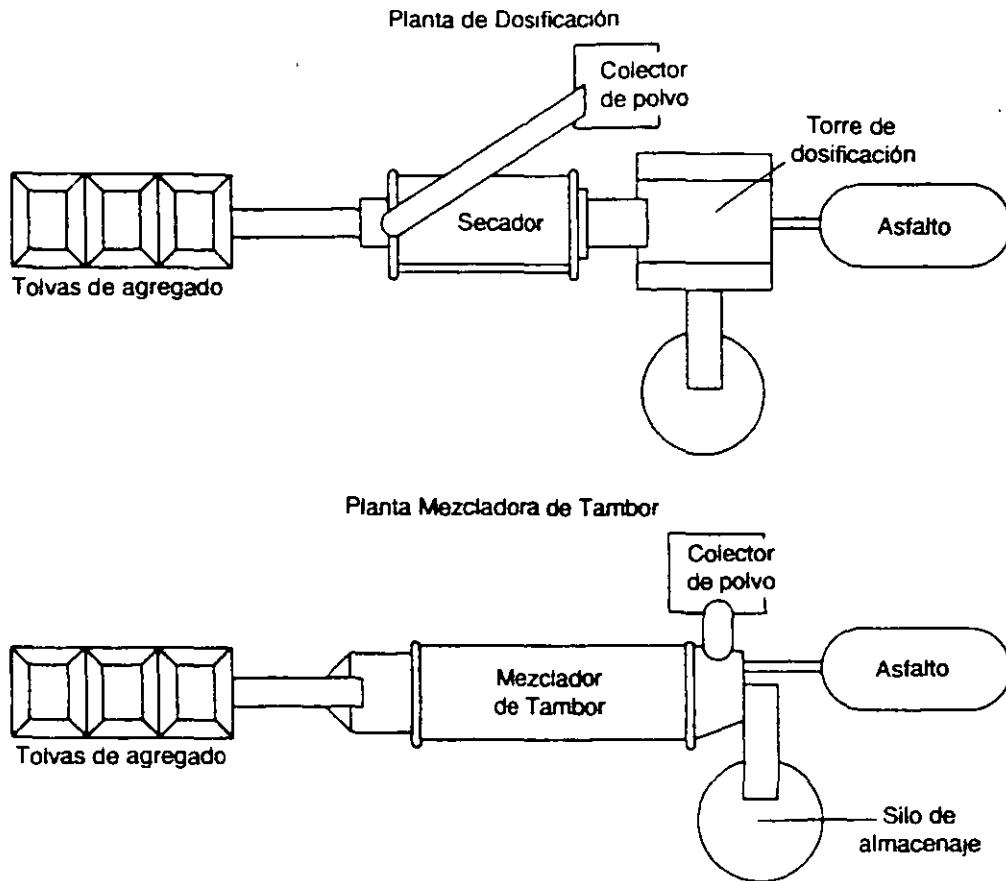 Planta de Dosificación
Colector
de polvo
Torre de
dosificación
Secador
Asfalto
Tolvas de agregado
Planta Mezcladora de Tambor
Colector
de polvo
Mezclador
de Tambor
Asfalto
Tolvas de agregado
Silo de
almacenaje